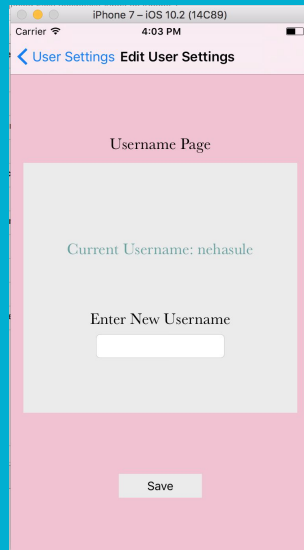 iPhone 7 – iOS 10.2 (14C89)
Carrier 4:03 PM
User Settings Edit User Settings
Username Page
Current Username: nehasule
Enter New Username
Save